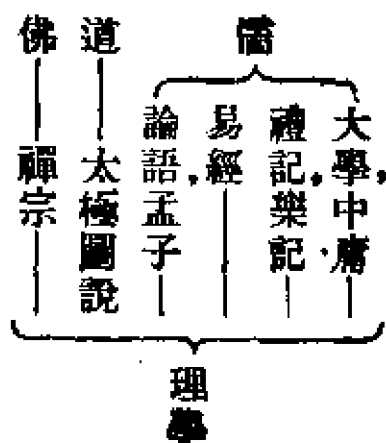 儒
大學,中庸.
禮記,樂記
易經
論語,孟子
道
太極圖說
佛
禪宗
理學